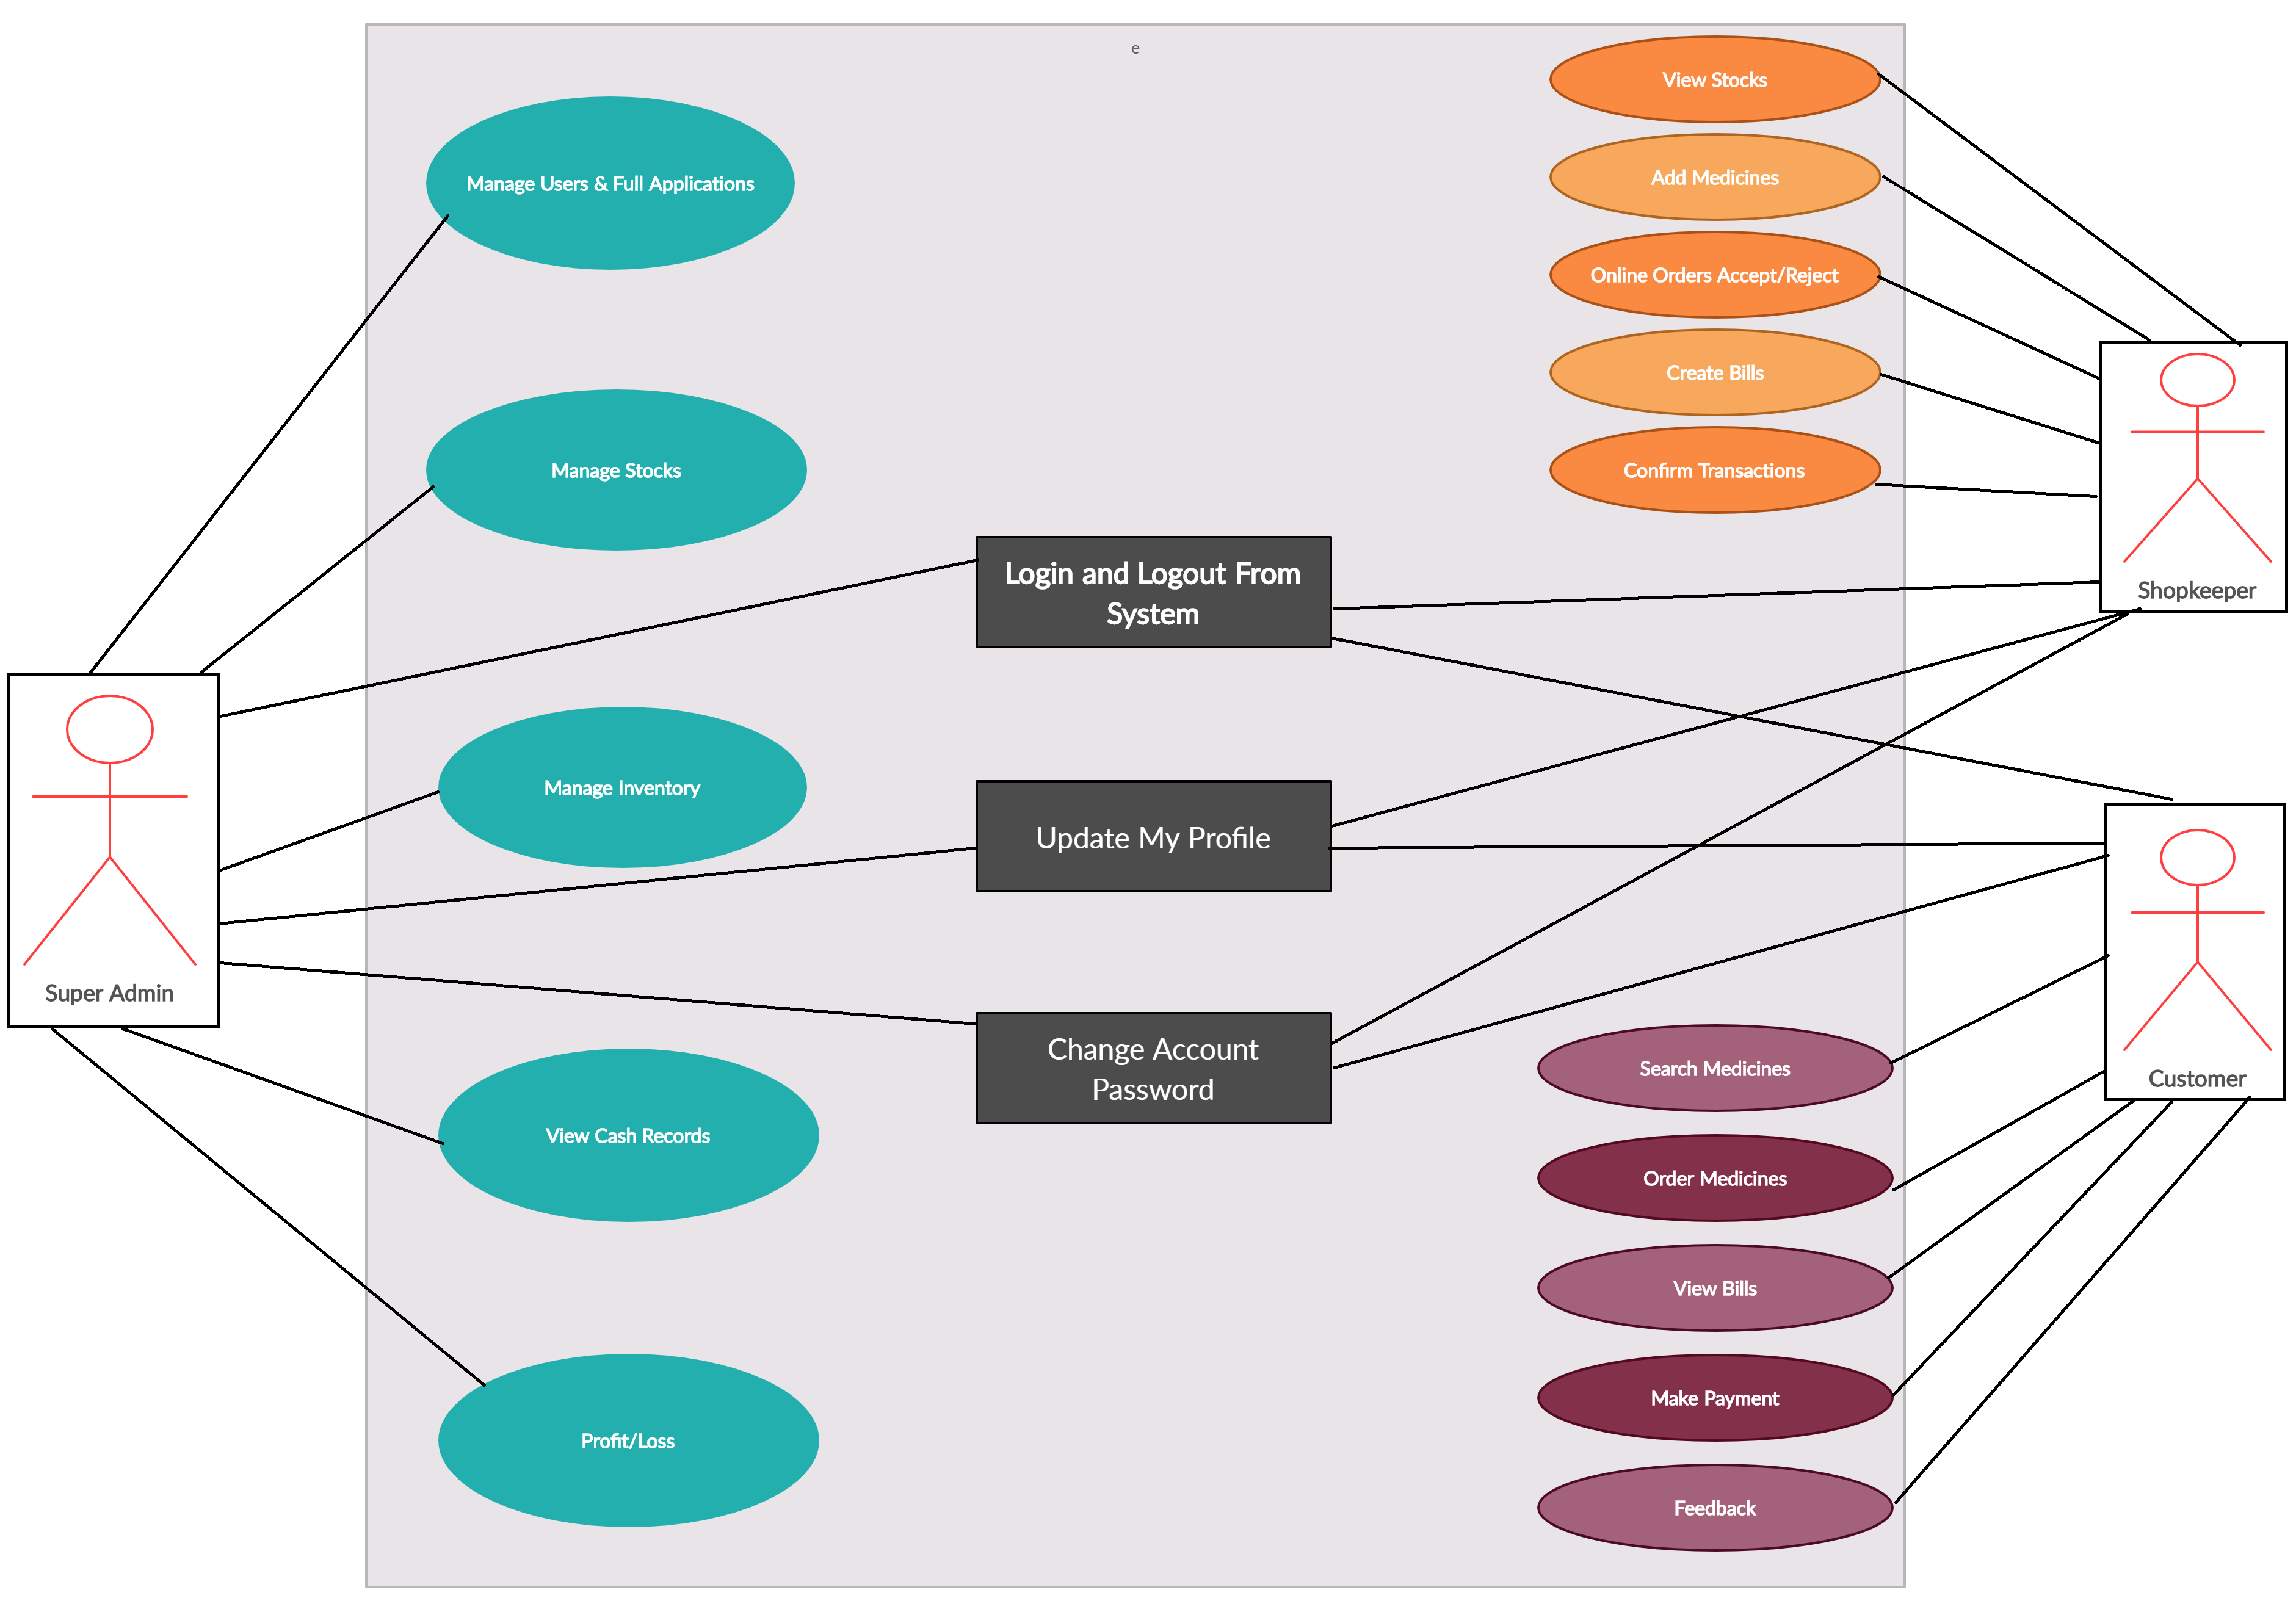 e
View Stocks
Manage Users & Full Applications
Add Medicines
Online Orders Accept/Reject
Create Bills
Manage Stocks
Confirm Transactions
Login and Logout From
System
Shopkeeper
Manage Inventory
Update My Profile
Super Admin
Change Account
Password
Search Medicines
Customer
View Cash Records
Order Medicines
View Bills
Make Payment
Profit/Loss
Feedback